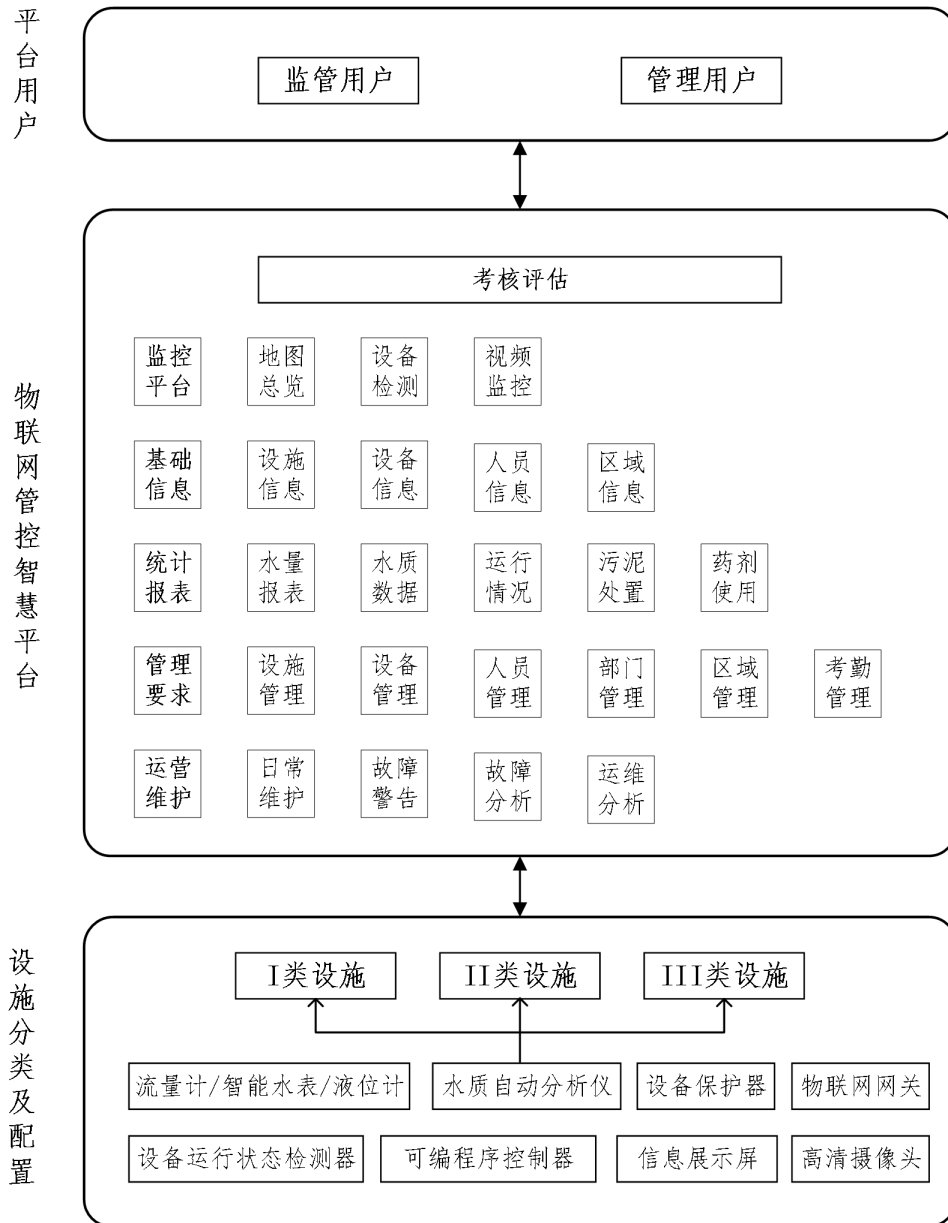 平台用户
监管用户
管理用户
物联网管控智慧平台
考核评估
监控
平台
地图
总览
设备
检测
视频
监控
基础
信息
设施
信息
设备
信息
人员
信息
区域
信息
统计
报表
水量
报表
水质
数据
运行
情况
污泥
处置
药剂
使用
管理
要求
设施
管理
设备
管理
人员
管理
部门
管理
区域
管理
考勤
管理
运营
维护
日常
维护
故障
警告
故障
分析
运维
分析
设施分类及配置
I类设施
II类设施
III类设施
流量计/智能水表/液位计
水质自动分析仪
设备保护器
物联网网关
设备运行状态检测器
可编程序控制器
信息展示屏
高清摄像头